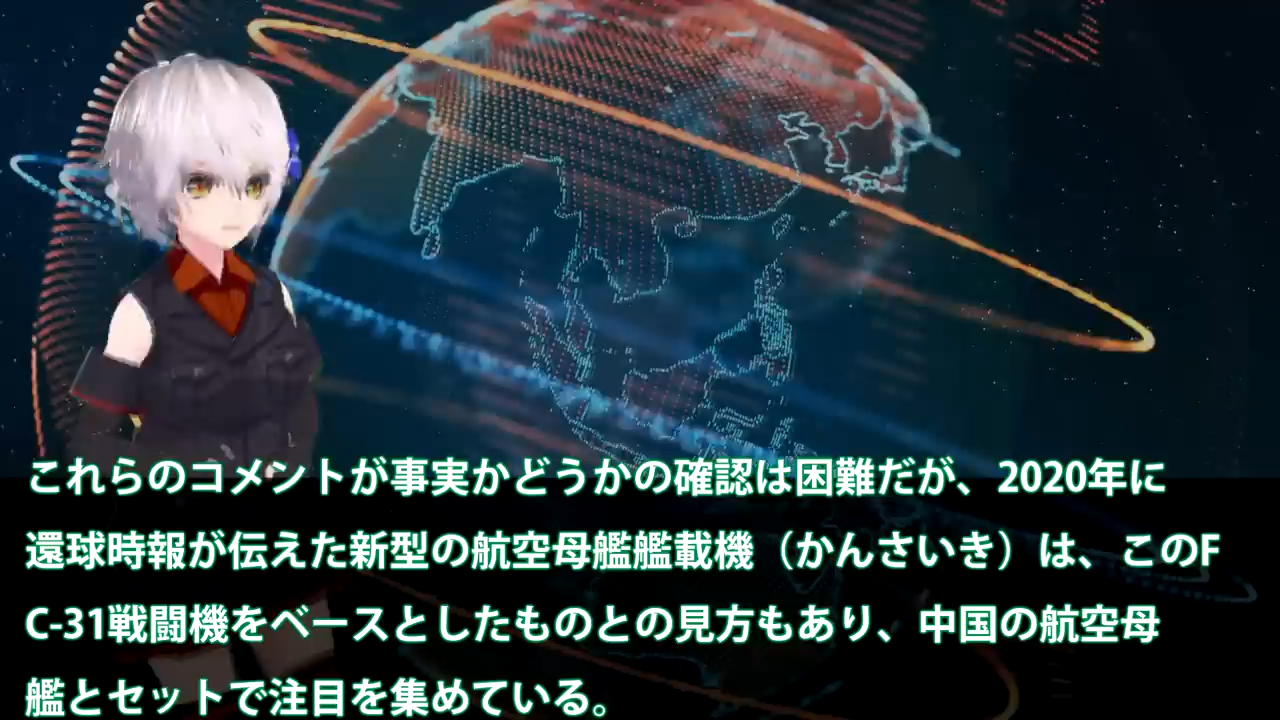 これらのコメントが事実かどうかの確認は困難だが、2020年に
還球時報が伝えた新型の航空母艦艦載機（かんさいき）は、このF
C-31戦闘機をベースとしたものとの見方もあり、中国の航空母
艦とセットで注目を集めている。